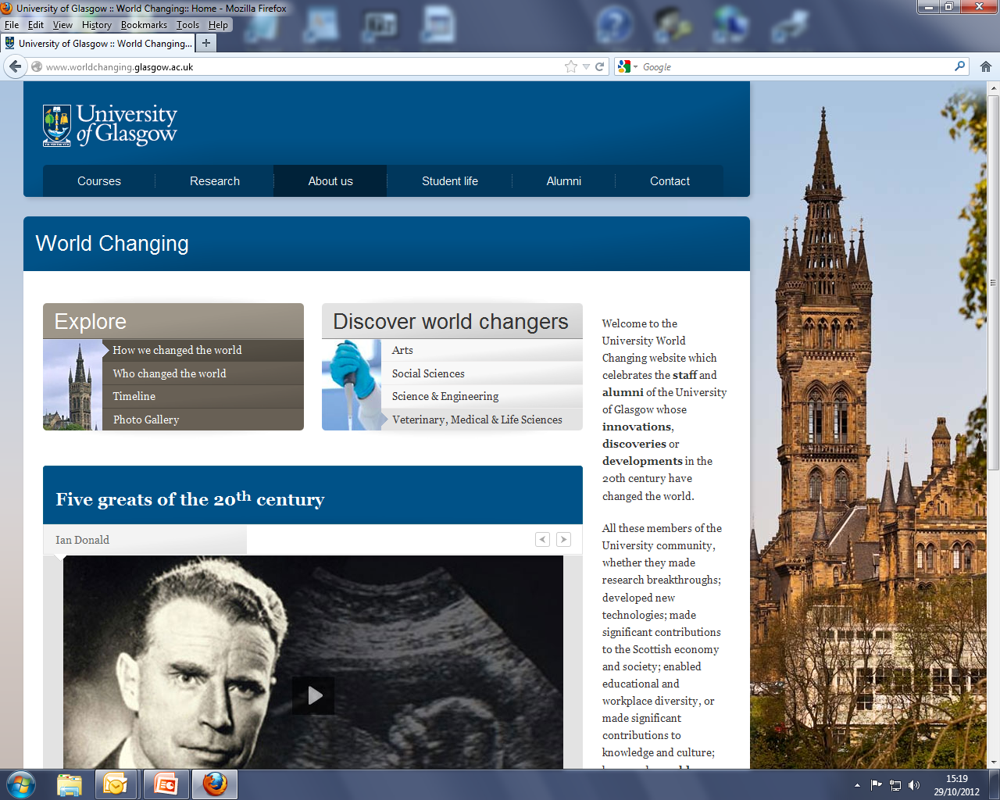 University of Glasgow :: World Changing:: Home - Mozilla Firefox
File Edit View History Bookmarks Tools Help
University of Glasgow :: World Changing...
www.worldchanging.glasgow.ac.uk
Google
University
of Glasgow
Courses
Research
About us
Student life
Alumni
Contact
World Changing
Explore
How we changed the world
Who changed the world
Timeline
Photo Gallery
Discover world changers
Arts
Social Sciences
Science & Engineering
Veterinary, Medical & Life Sciences
Five greats of the 20th century
Ian Donald
Welcome to the
University World
Changing website which
celebrates the staff and
alumni of the University
of Glasgow whose
innovations,
discoveries or
developments in the
20th century have
changed the world.
All these members of the
University community,
whether they made
research breakthroughs;
developed new
technologies; made
significant contributions
to the Scottish economy
and society; enabled
educational and
workplace diversity, or
made significant
contributions to
knowledge and culture;
15:19
29/10/2012